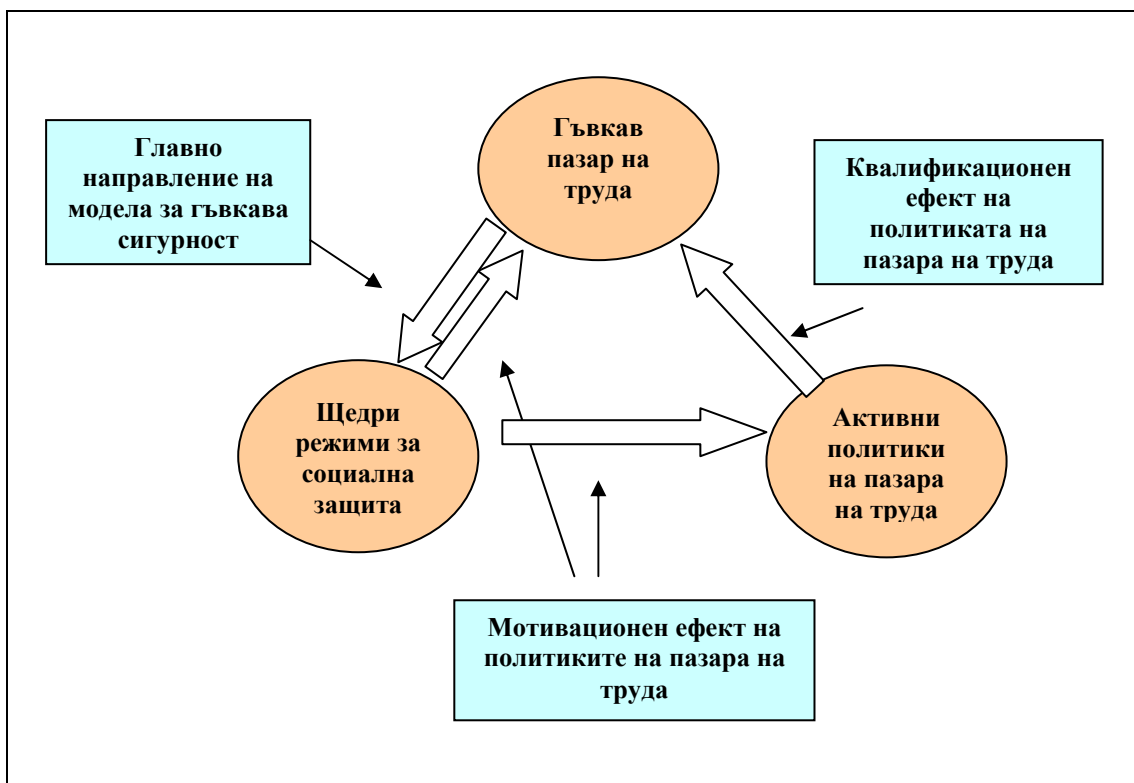 Гъвкав
пазар на
труда
Главно
направление на
модела за гъвкава
сигурност
Квалификационен
ефект на
политиката на
пазара на труда
Щедри
режими за
социална
защита
Активни
политики
на пазара
на труда
Мотивационен ефект на
политиките на пазара на
труда